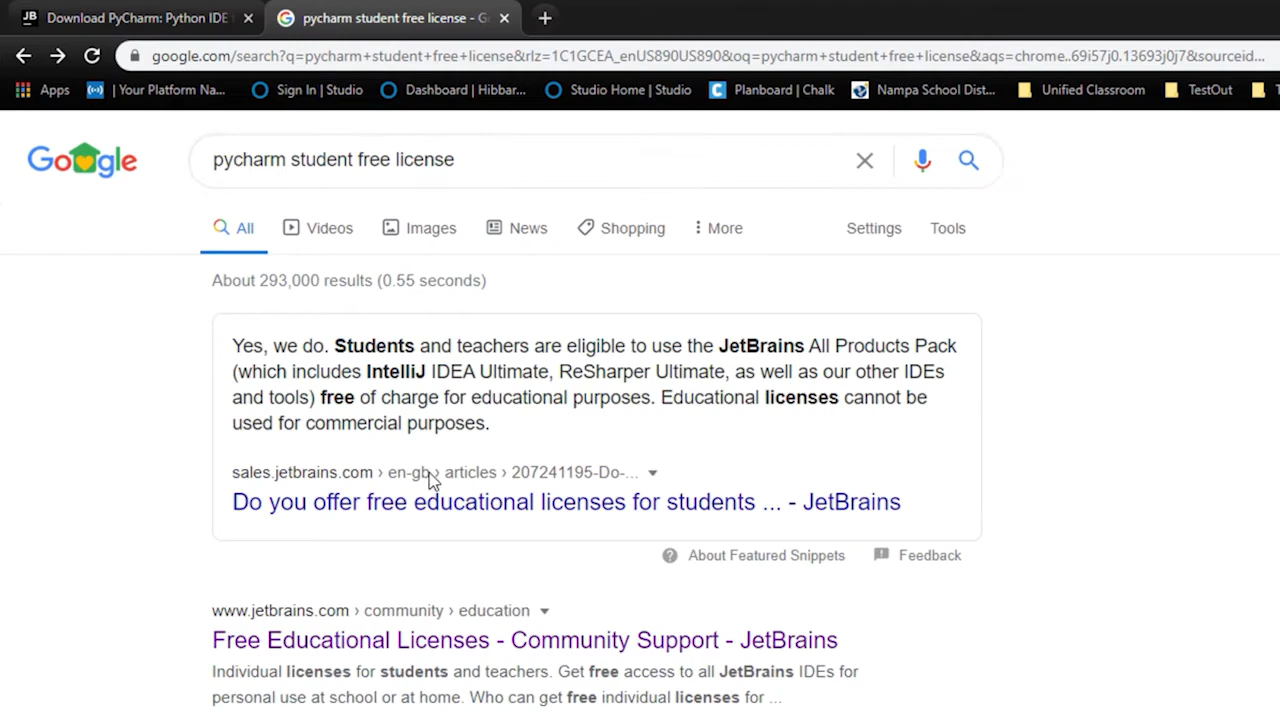 JB Download PyCharm: Python IDE
pycharm student free license - G
google.com/search?q=pycharm+student+free+license&rlz=1C1GCEA_enUS890US890&oq=pycharm+student+free+license&aqs=chrome..69i57j0.13693j0j7&sourceid...
Apps | Your Platform Na... Sign In | Studio Dashboard | Hibbar... Studio Home | Studio Planboard | Chalk Nampa School Dist... Unified Classroom TestOut
Google
pycharm student free license
All Videos Images News Shopping More Settings Tools
About 293,000 results (0.55 seconds)
Yes, we do. Students and teachers are eligible to use the JetBrains All Products Pack
(which includes IntelliJ IDEA Ultimate, ReSharper Ultimate, as well as our other IDEs
and tools) free of charge for educational purposes. Educational licenses cannot be
used for commercial purposes.
sales.jetbrains.com › en-gb › articles › 207241195-Do-...
Do you offer free educational licenses for students ... - JetBrains
About Featured Snippets Feedback
www.jetbrains.com › community › education
Free Educational Licenses - Community Support - JetBrains
Individual licenses for students and teachers. Get free access to all JetBrains IDEs for
personal use at school or at home. Who can get free individual licenses for ...